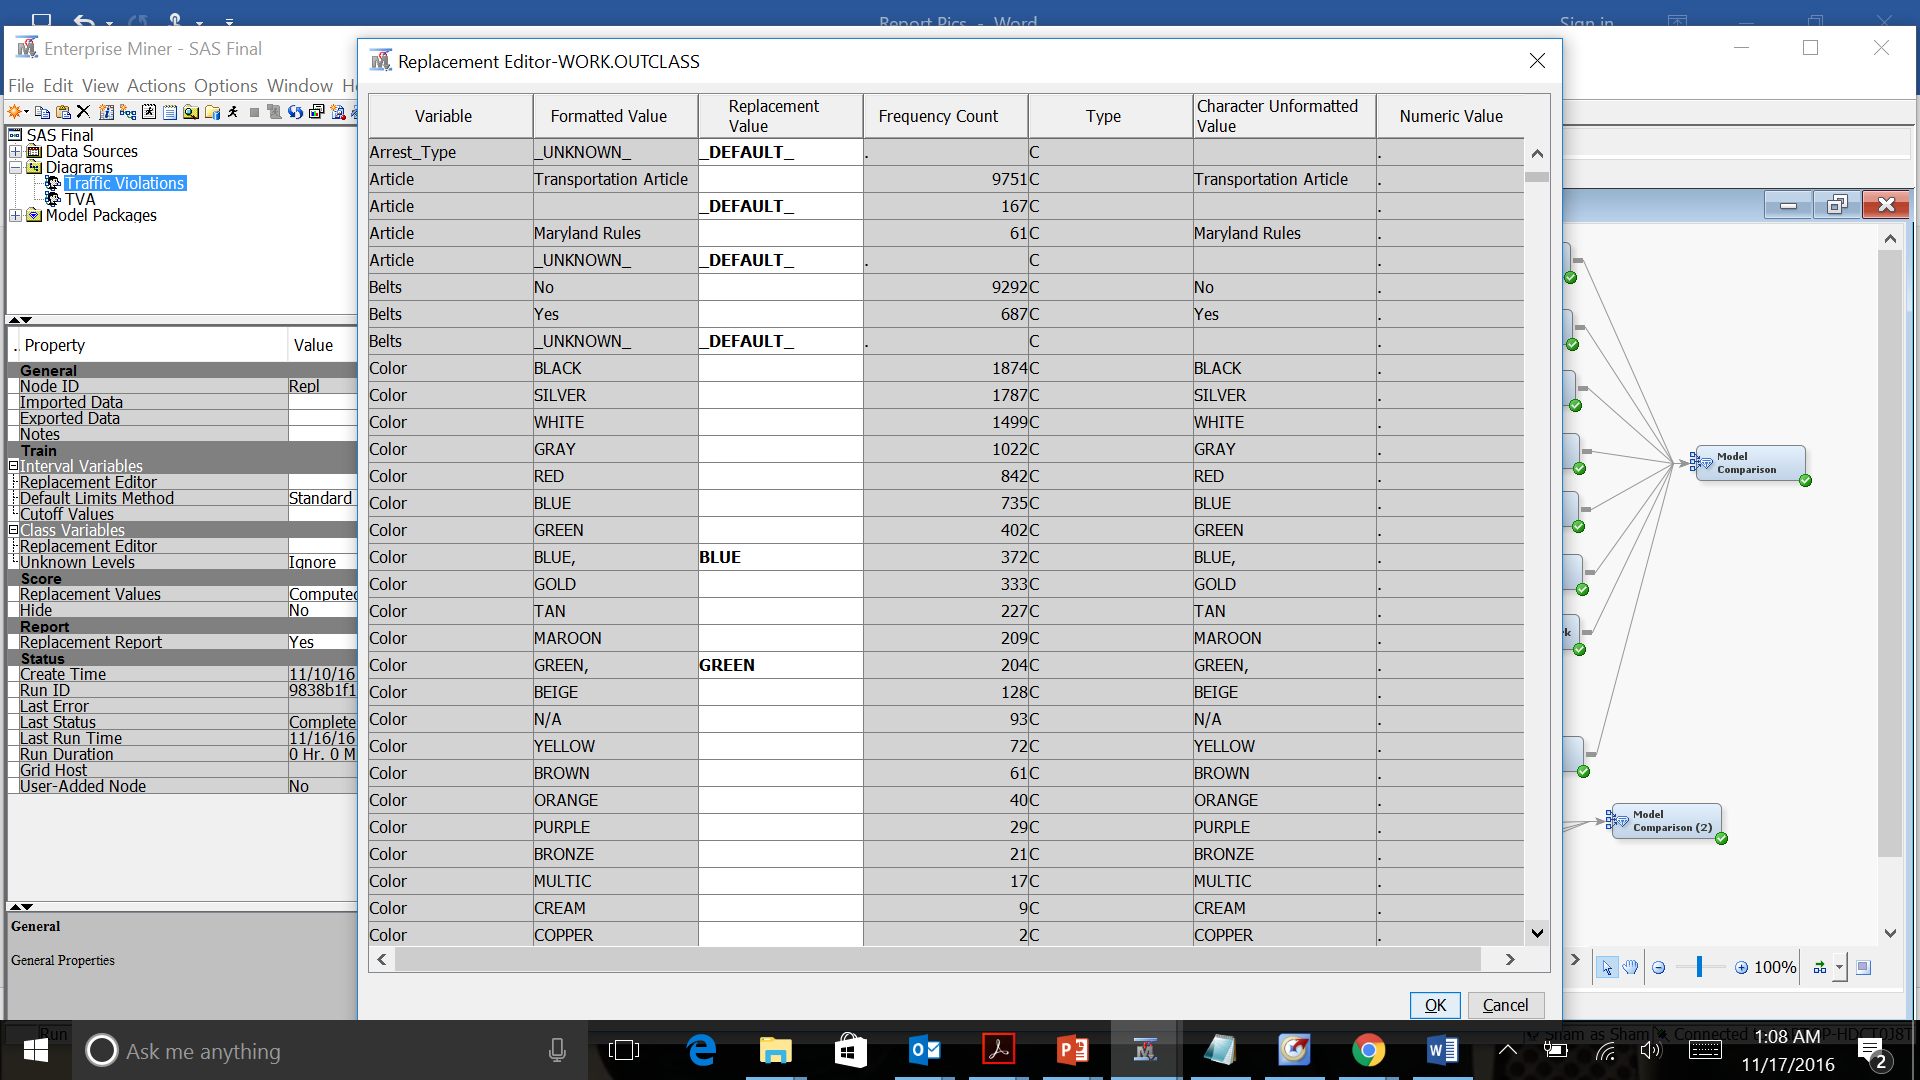 Report Pics - Word
Sign in
Enterprise Miner - SAS Final
File Edit View Actions Options Window
SAS Final
Data Sources
Diagrams
Traffic Violations
TVA
Model Packages
. Property Value
General
Node ID Repl
Imported Data
Exported Data
Notes
Train
Interval Variables
Replacement Editor
Default Limits Method Standard
Cutoff Values
Class Variables
Replacement Editor
Unknown Levels Ignore
Score
Replacement Values Computed
Hide No
Report
Replacement Report Yes
Status
Create Time 11/10/16
Run ID 9838b1f1
Last Error
Last Status Complete
Last Run Time 11/16/16
Run Duration 0 Hr. 0 M
Grid Host
User-Added Node No
General
General Properties
Replacement Editor-WORK.OUTCLASS
Variable Formatted Value Replacement Value Frequency Count Type Character Unformatted Value Numeric Value
Arrest_Type _UNKNOWN_ _DEFAULT_ . C .
Article Transportation Article 9751 C Transportation Article .
Article _DEFAULT_ 167 C .
Article Maryland Rules 61 C Maryland Rules .
Article _UNKNOWN_ _DEFAULT_ . C .
Belts No 9292 C No .
Belts Yes 687 C Yes .
Belts _UNKNOWN_ _DEFAULT_ . C .
Color BLACK 1874 C BLACK .
Color SILVER 1787 C SILVER .
Color WHITE 1499 C WHITE .
Color GRAY 1022 C GRAY .
Color RED 842 C RED .
Color BLUE 735 C BLUE .
Color GREEN 402 C GREEN .
Color BLUE, BLUE 372 C BLUE, .
Color GOLD 333 C GOLD .
Color TAN 227 C TAN .
Color MAROON 209 C MAROON .
Color GREEN, GREEN 204 C GREEN, .
Color BEIGE 128 C BEIGE .
Color N/A 93 C N/A .
Color YELLOW 72 C YELLOW .
Color BROWN 61 C BROWN .
Color ORANGE 40 C ORANGE .
Color PURPLE 29 C PURPLE .
Color BRONZE 21 C BRONZE .
Color MULTIC 17 C MULTIC .
Color CREAM 9 C CREAM .
Color COPPER 2 C COPPER .
OK Cancel
Model
Comparison
Model
Comparison (2)
100%
Run
Sham as Sham
Connected
Ask me anything
1:08 AM
11/17/2016
2